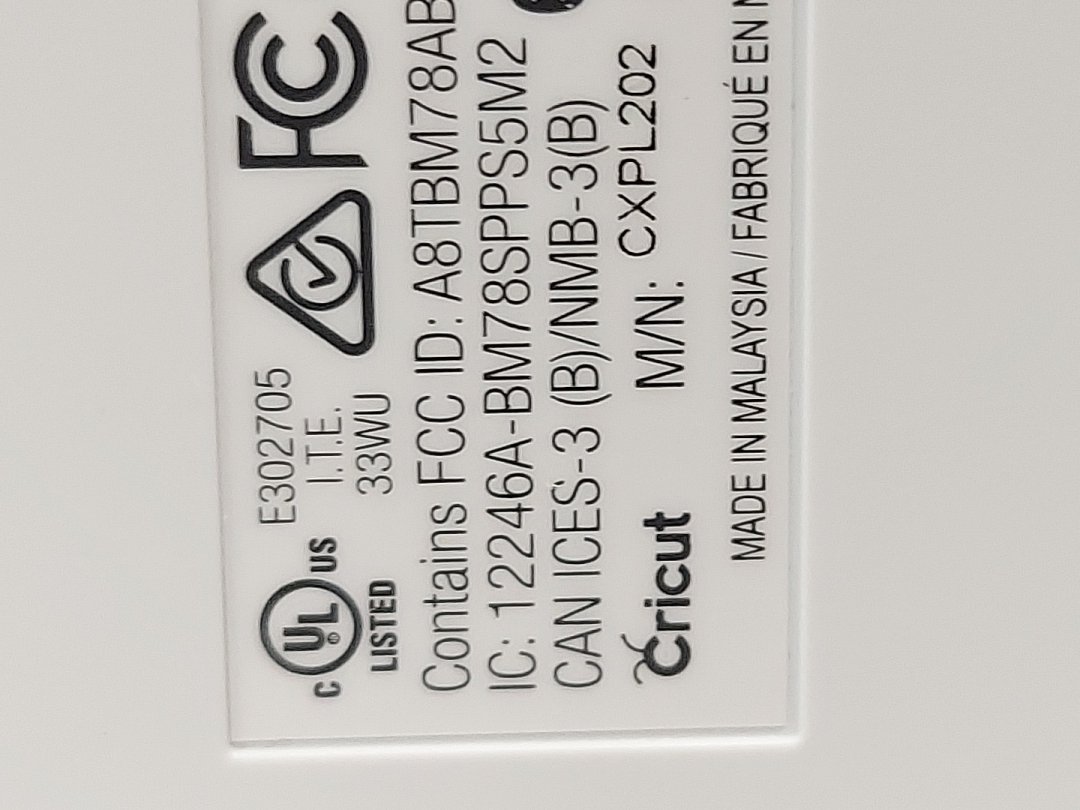 FC
E302705
I.T.E.
33WU
C UL US
®
LISTED
Contains FCC ID: A8TBM78AB
IC: 12246A-BM78SPPS5M2
CAN ICES-3 (B)/NMB-3(B)
Cricut M/N: CXPL202
MADE IN MALAYSIA / FABRIQUÉ EN